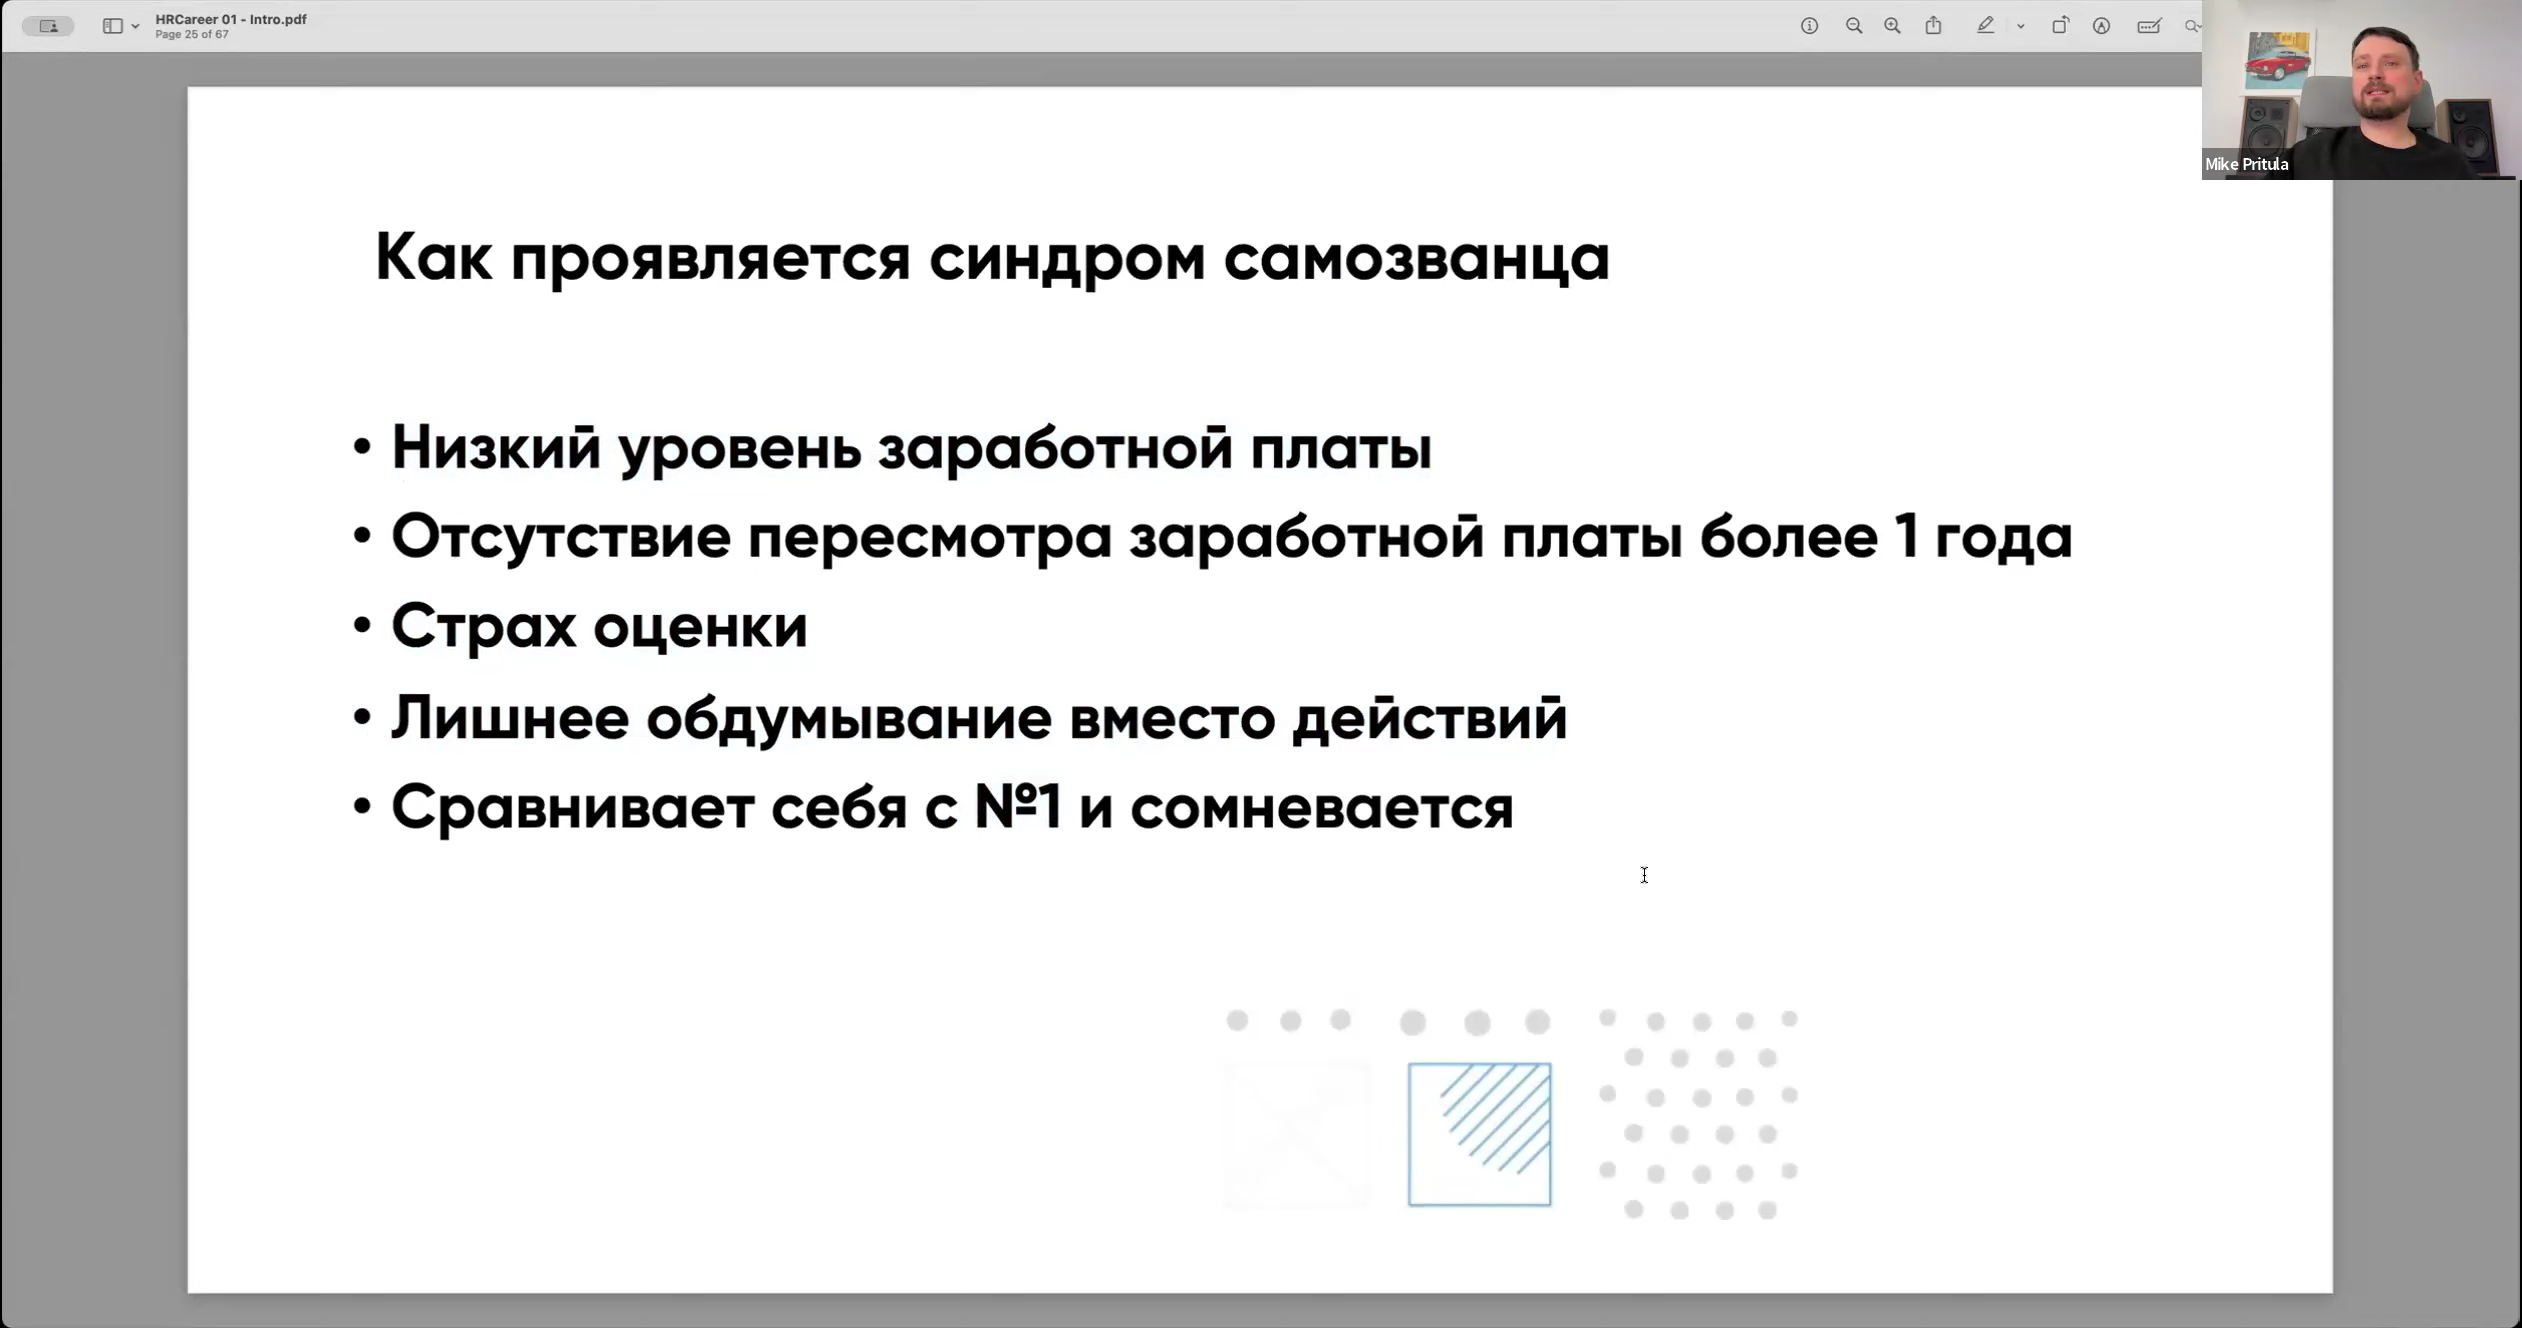 HRCareer 01 - Intro.pdf
Page 25 of 67
Mike Pritula
Как проявляется синдром самозванца
• Низкий уровень заработной платы
• Отсутствие пересмотра заработной платы более 1 года
• Страх оценки
• Лишнее обдумывание вместо действий
• Сравнивает себя с №1 и сомневается